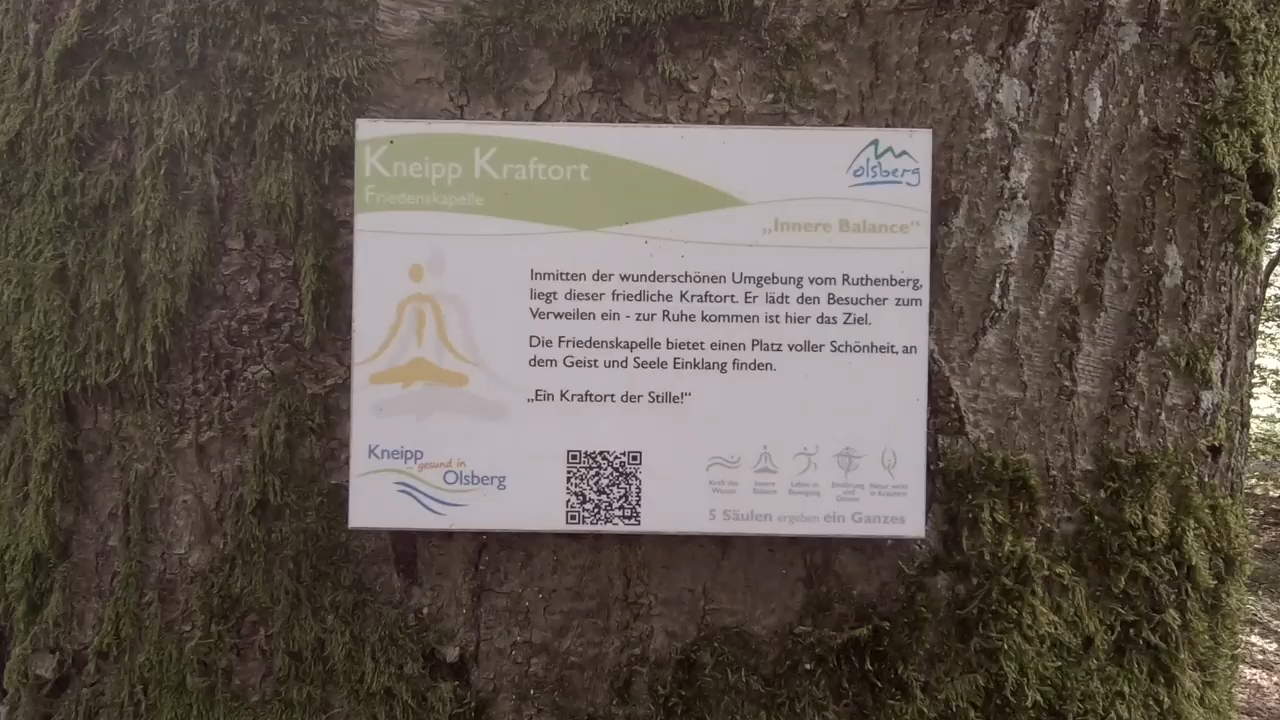 Kneipp Kraftort
Friedenskapelle
olsberg
„Innere Balance“
Inmitten der wunderschönen Umgebung vom Ruthenberg,
liegt dieser friedliche Kraftort. Er lädt den Besucher zum
Verweilen ein - zur Ruhe kommen ist hier das Ziel.
Die Friedenskapelle bietet einen Platz voller Schönheit, an
dem Geist und Seele Einklang finden.
„Ein Kraftort der Stille!“
Kneipp
... gesund in
Olsberg
Kraft des
Wasser
Innere
Balance
Leben in
Bewegung
Ernährung
und
Genuss
Natur wirkt
in Kräutern
5 Säulen ergeben ein Ganzes